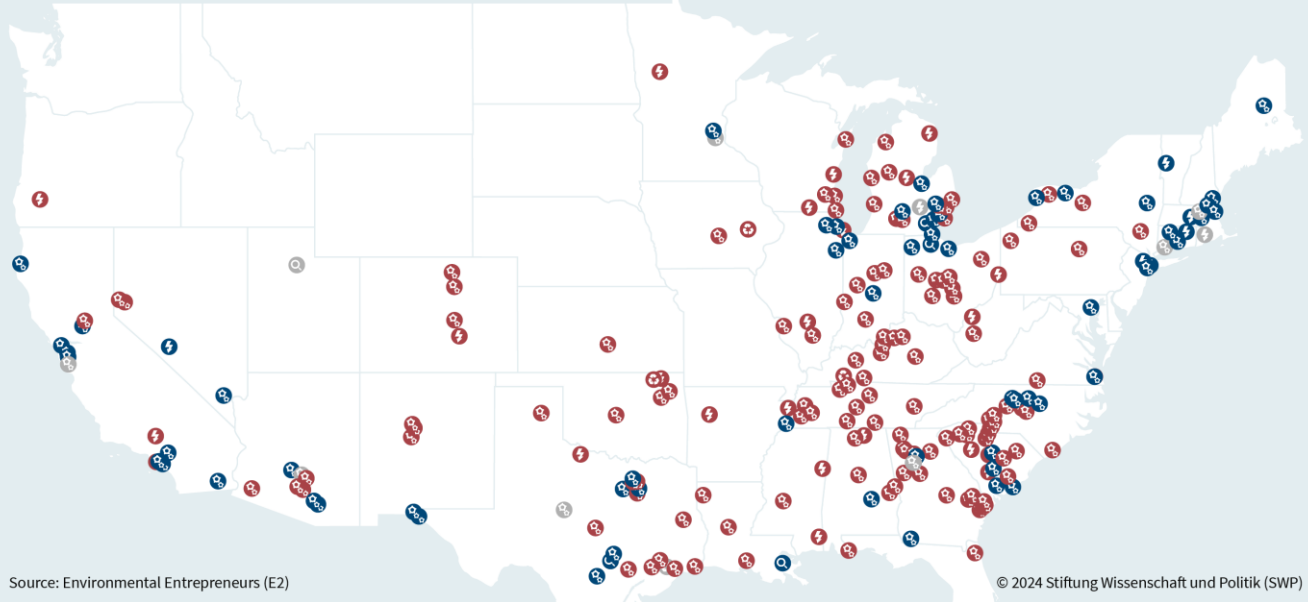 Source: Environmental Entrepreneurs (E2)
© 2024 Stiftung Wissenschaft und Politik (SWP)